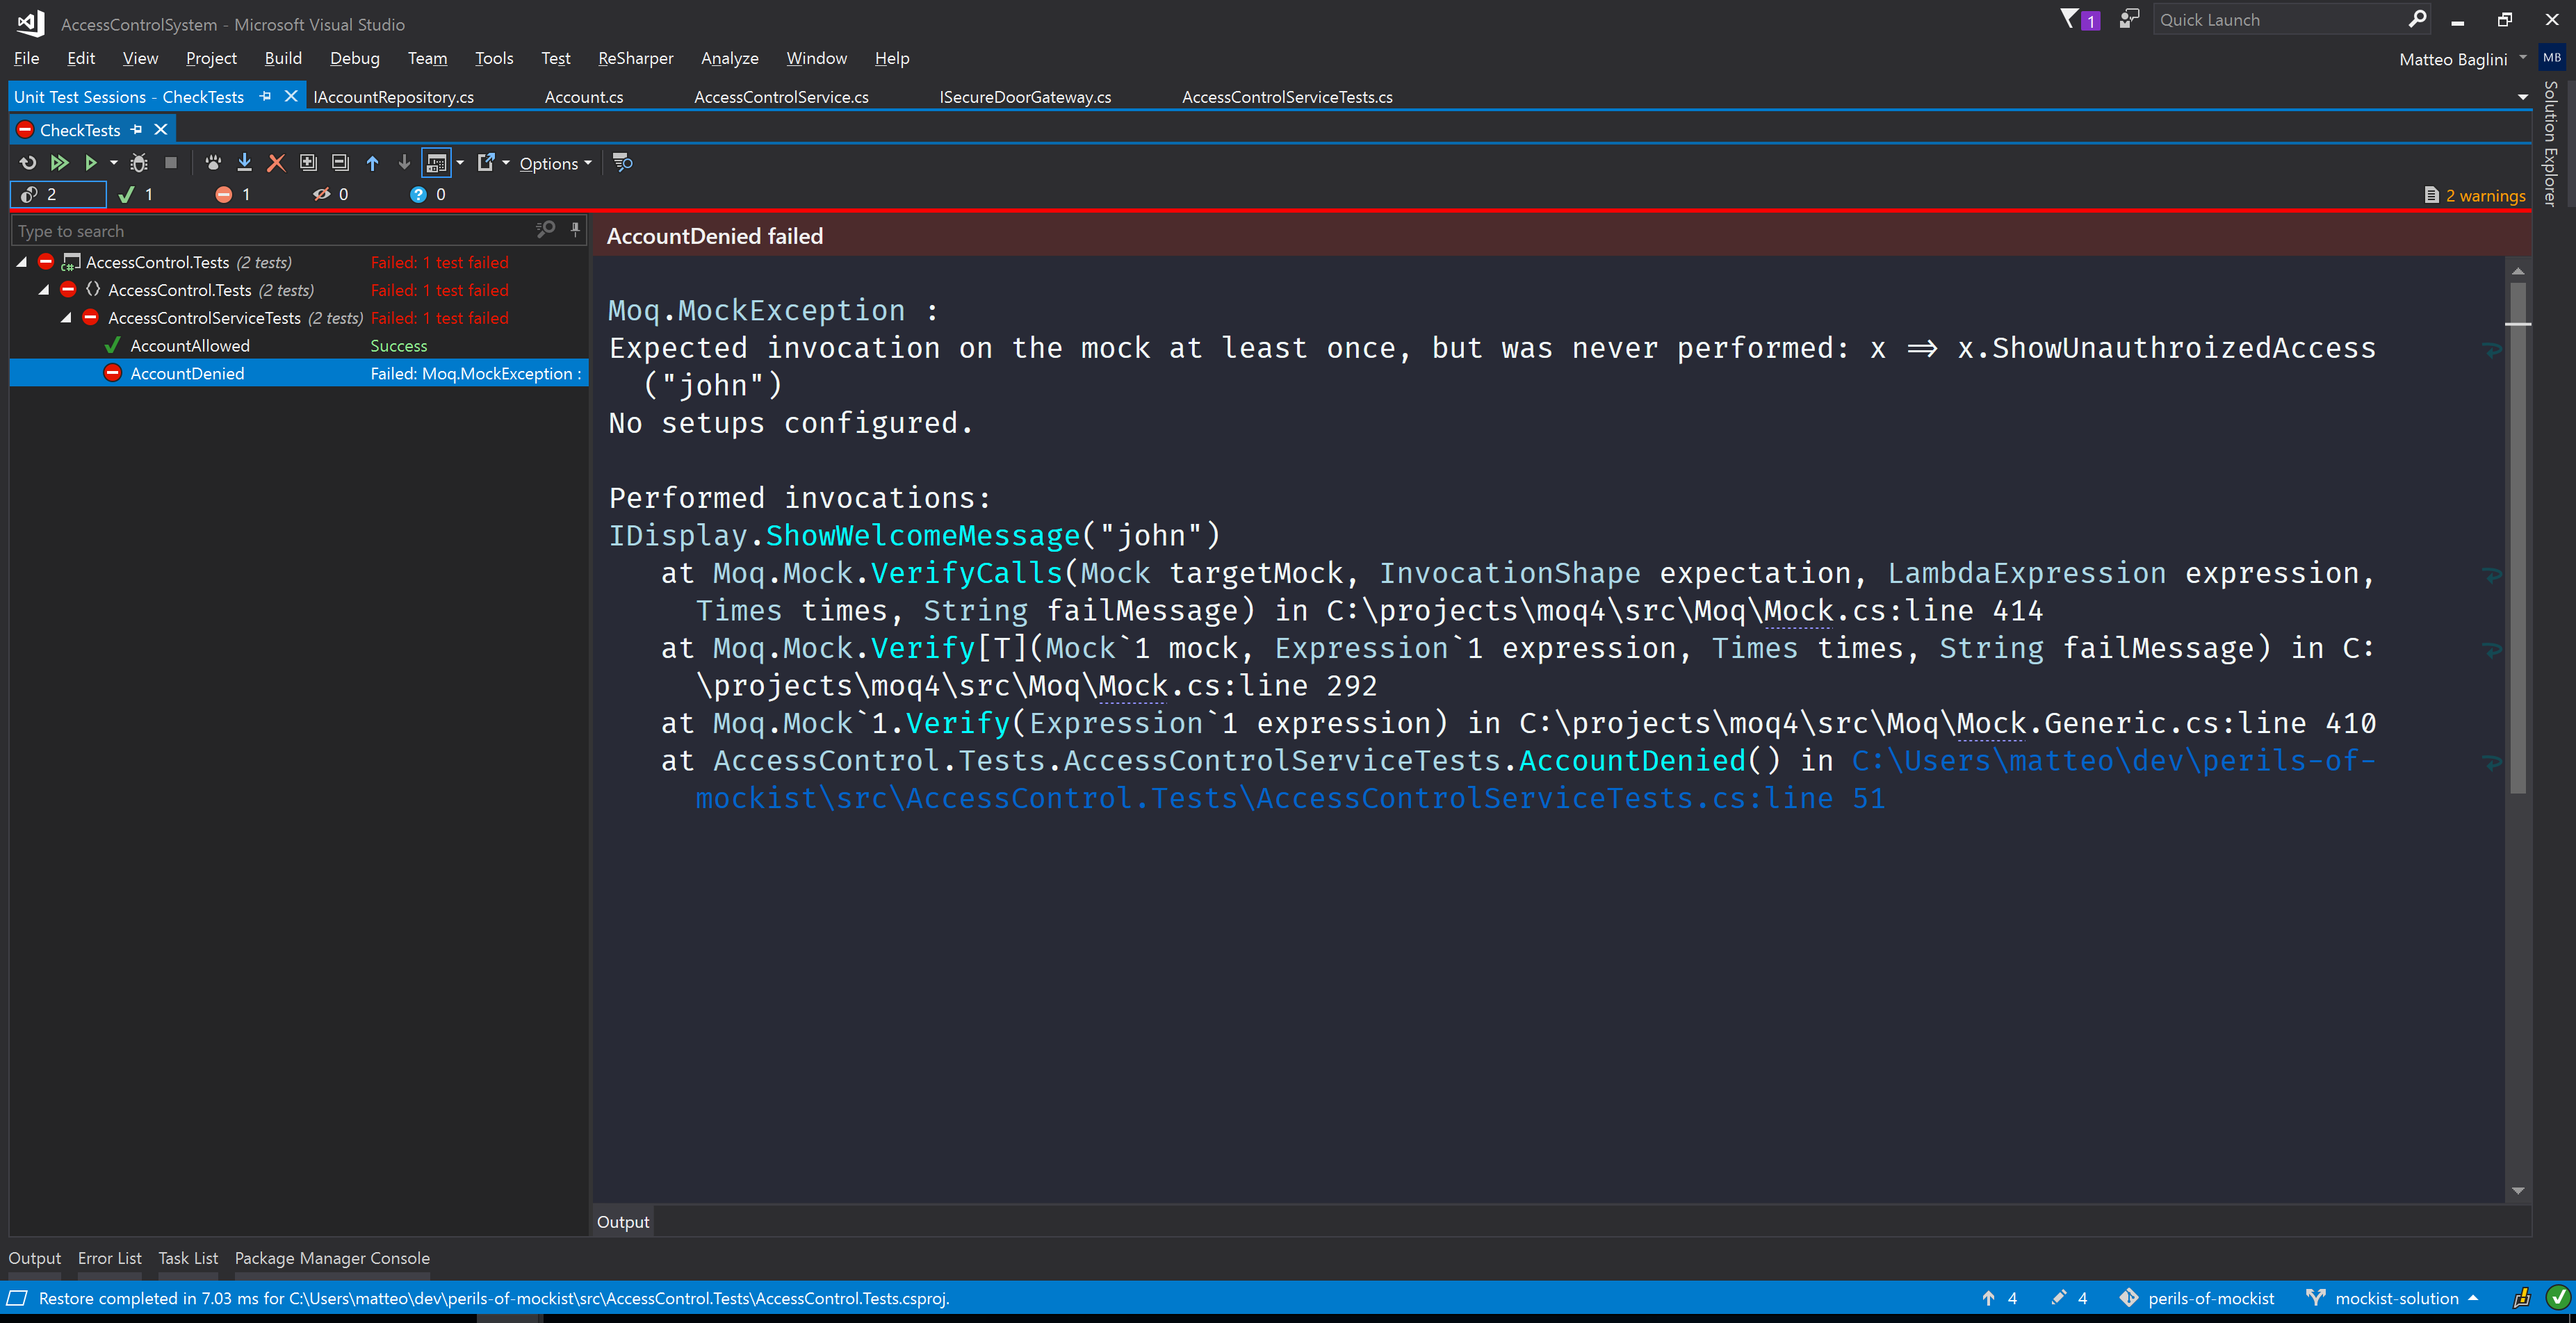 AccessControlSystem - Microsoft Visual Studio
1
Quick Launch
File Edit View Project Build Debug Team Tools Test ReSharper Analyze Window Help
Matteo Baglini MB
Unit Test Sessions - CheckTests IAccountRepository.cs Account.cs AccessControlService.cs ISecureDoorGateway.cs AccessControlServiceTests.cs
Solution Explorer
CheckTests
Options
2 1 1 0 ? 0
2 warnings
Type to search
AccessControl.Tests (2 tests) Failed: 1 test failed
AccessControl.Tests (2 tests) Failed: 1 test failed
AccessControlServiceTests (2 tests) Failed: 1 test failed
AccountAllowed Success
AccountDenied Failed: Moq.MockException :
AccountDenied failed
Moq.MockException :
Expected invocation on the mock at least once, but was never performed: x => x.ShowUnauthroizedAccess
("john")
No setups configured.
Performed invocations:
IDisplay.ShowWelcomeMessage("john")
at Moq.Mock.VerifyCalls(Mock targetMock, InvocationShape expectation, LambdaExpression expression,
Times times, String failMessage) in C:\projects\moq4\src\Moq\Mock.cs:line 414
at Moq.Mock.Verify[T](Mock`1 mock, Expression`1 expression, Times times, String failMessage) in C:
\projects\moq4\src\Moq\Mock.cs:line 292
at Moq.Mock`1.Verify(Expression`1 expression) in C:\projects\moq4\src\Moq\Mock.Generic.cs:line 410
at AccessControl.Tests.AccessControlServiceTests.AccountDenied() in C:\Users\matteo\dev\perils-of-
mockist\src\AccessControl.Tests\AccessControlServiceTests.cs:line 51
Output
Output Error List Task List Package Manager Console
Restore completed in 7.03 ms for C:\Users\matteo\dev\perils-of-mockist\src\AccessControl.Tests\AccessControl.Tests.csproj.
4 4 perils-of-mockist mockist-solution